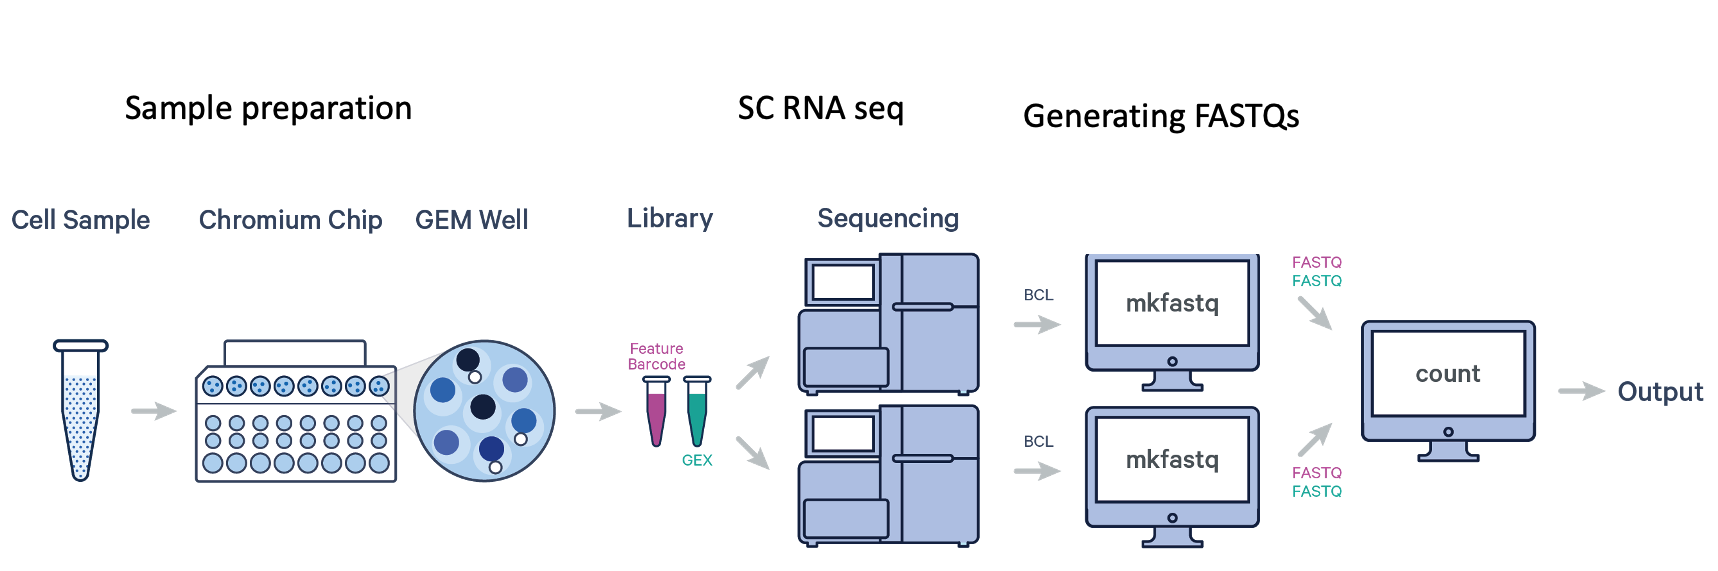 Sample preparation
SC RNA seq
Generating FASTQs
Cell Sample
Chromium Chip
GEM Well
Library
Sequencing
Feature
Barcode
GEX
BCL
mkfastq
FASTQ
FASTQ
BCL
mkfastq
FASTQ
FASTQ
count
Output